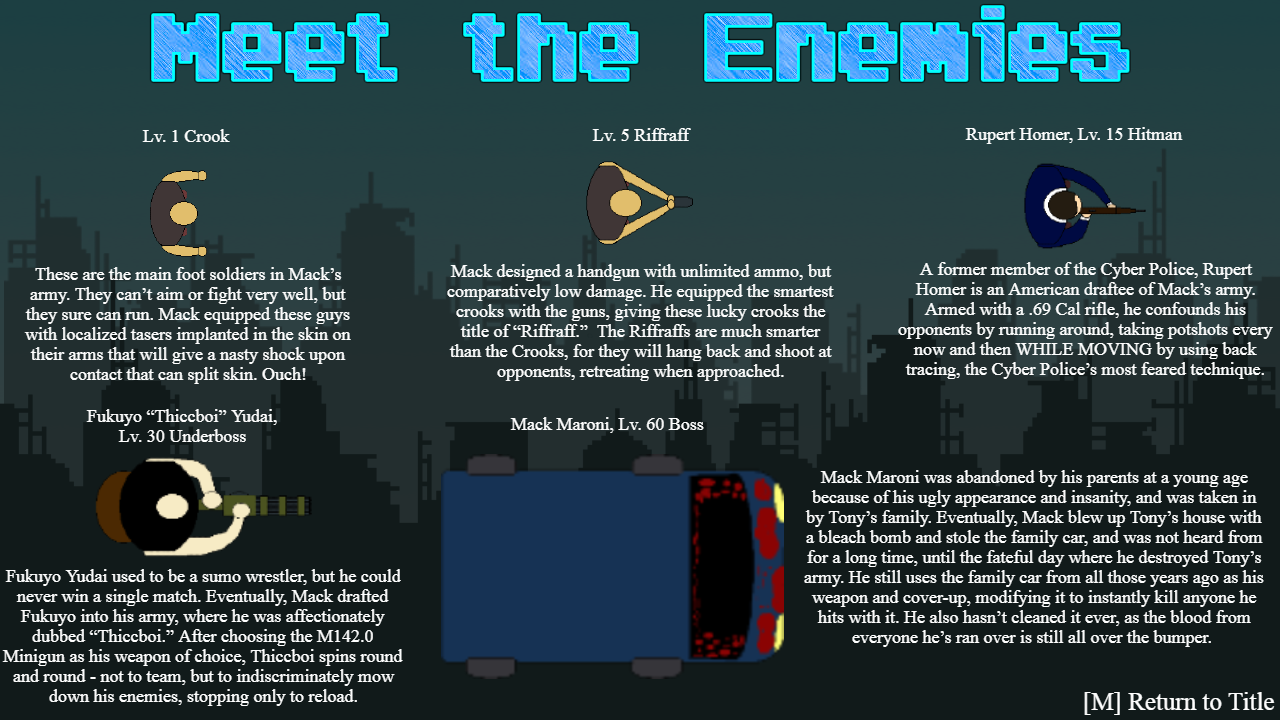 Meet the Enemies
Lv. 1 Crook
These are the main foot soldiers in Mack’s
army. They can’t aim or fight very well, but
they sure can run. Mack equipped these guys
with localized tasers implanted in the skin on
their arms that will give a nasty shock upon
contact that can split skin. Ouch!
Lv. 5 Riffraff
Mack designed a handgun with unlimited ammo, but
comparatively low damage. He equipped the smartest
crooks with the guns, giving these lucky crooks the
title of “Riffraff.”  The Riffraffs are much smarter
than the Crooks, for they will hang back and shoot at
opponents, retreating when approached.
Rupert Homer, Lv. 15 Hitman
A former member of the Cyber Police, Rupert
Homer is an American draftee of Mack’s army.
Armed with a .69 Cal rifle, he confounds his
opponents by running around, taking potshots every
now and then WHILE MOVING by using back
tracing, the Cyber Police’s most feared technique.
Fukuyo “Thiccboi” Yudai,
Lv. 30 Underboss
Fukuyo Yudai used to be a sumo wrestler, but he could
never win a single match. Eventually, Mack drafted
Fukuyo into his army, where he was affectionately
dubbed “Thiccboi.” After choosing the M142.0
Minigun as his weapon of choice, Thiccboi spins round
and round - not to team, but to indiscriminately mow
down his enemies, stopping only to reload.
Mack Maroni, Lv. 60 Boss
Mack Maroni was abandoned by his parents at a young age
because of his ugly appearance and insanity, and was taken in
by Tony’s family. Eventually, Mack blew up Tony’s house with
a bleach bomb and stole the family car, and was not heard from
for a long time, until the fateful day where he destroyed Tony’s
army. He still uses the family car from all those years ago as his
weapon and cover-up, modifying it to instantly kill anyone he
hits with it. He also hasn’t cleaned it ever, as the blood from
everyone he’s ran over is still all over the bumper.
[M] Return to Title